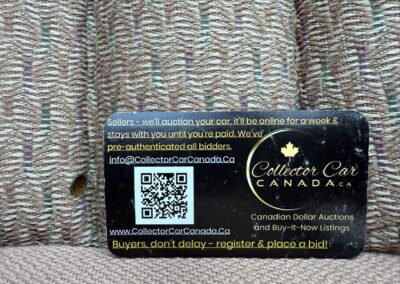 Sellers - we'll auction your car, it'll be online for a week &
stays with you until you're paid. We've
pre-authenticated all bidders.
info@CollectorCarCanada.Ca
www.CollectorCarCanada.Ca
Collector Car
CANADA.CA
Canadian Dollar Auctions
and Buy-It-Now Listings
Buyers, don't delay - register & place a bid!